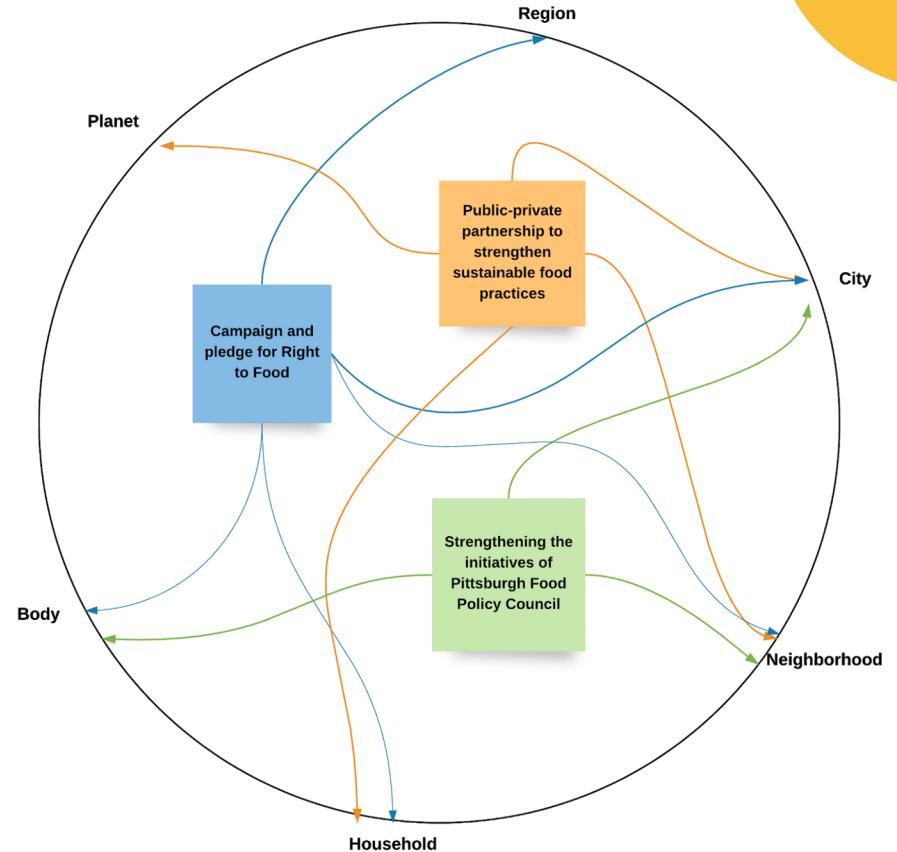 Region
Planet
Public-private
partnership to
strengthen
sustainable food
practices
City
Campaign and
pledge for Right
to Food
Strengthening the
initiatives of
Pittsburgh Food
Policy Council
Body
Neighborhood
Household